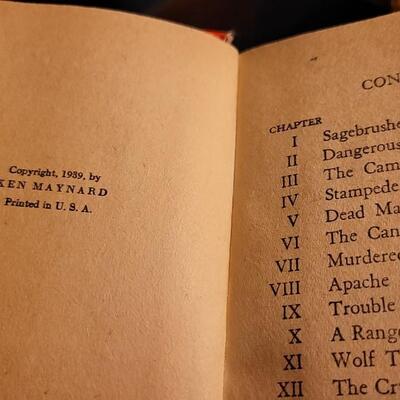 Copyright, 1939, by
KEN MAYNARD
Printed in U. S. A.
CON
CHAPTER
I Sagebrushe
II Dangerous
III The Cam
IV Stampede
V Dead Ma
VI The Can
VII Murdered
VIII Apache
IX Trouble
X A Range
XI Wolf T
XII The Cr